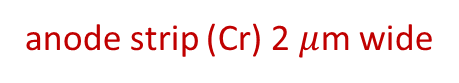 anode strip (Cr) 2 𝜇m wide